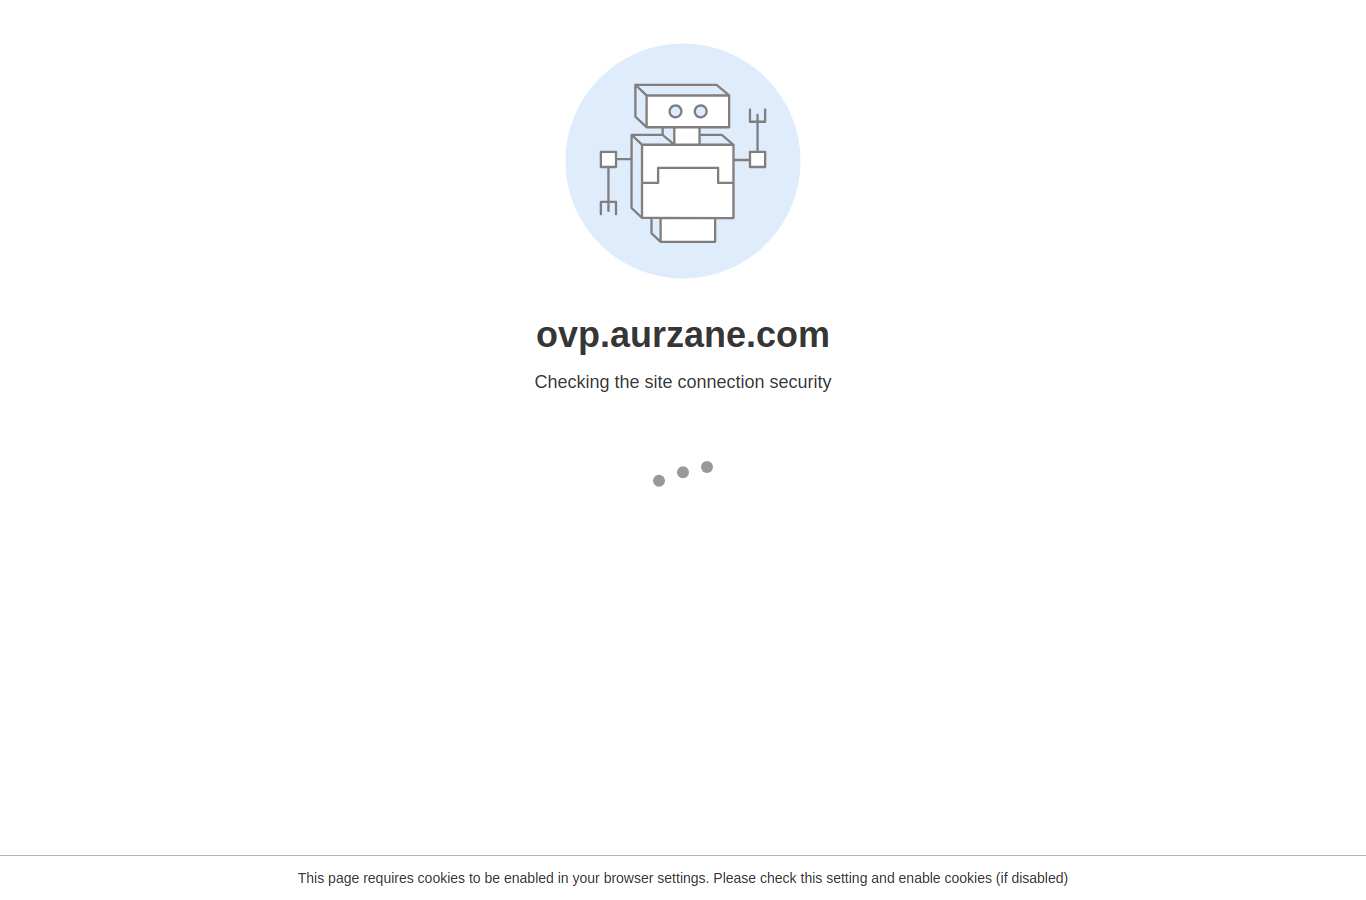 ovp.aurzane.com
Checking the site connection security
This page requires cookies to be enabled in your browser settings. Please check this setting and enable cookies (if disabled)